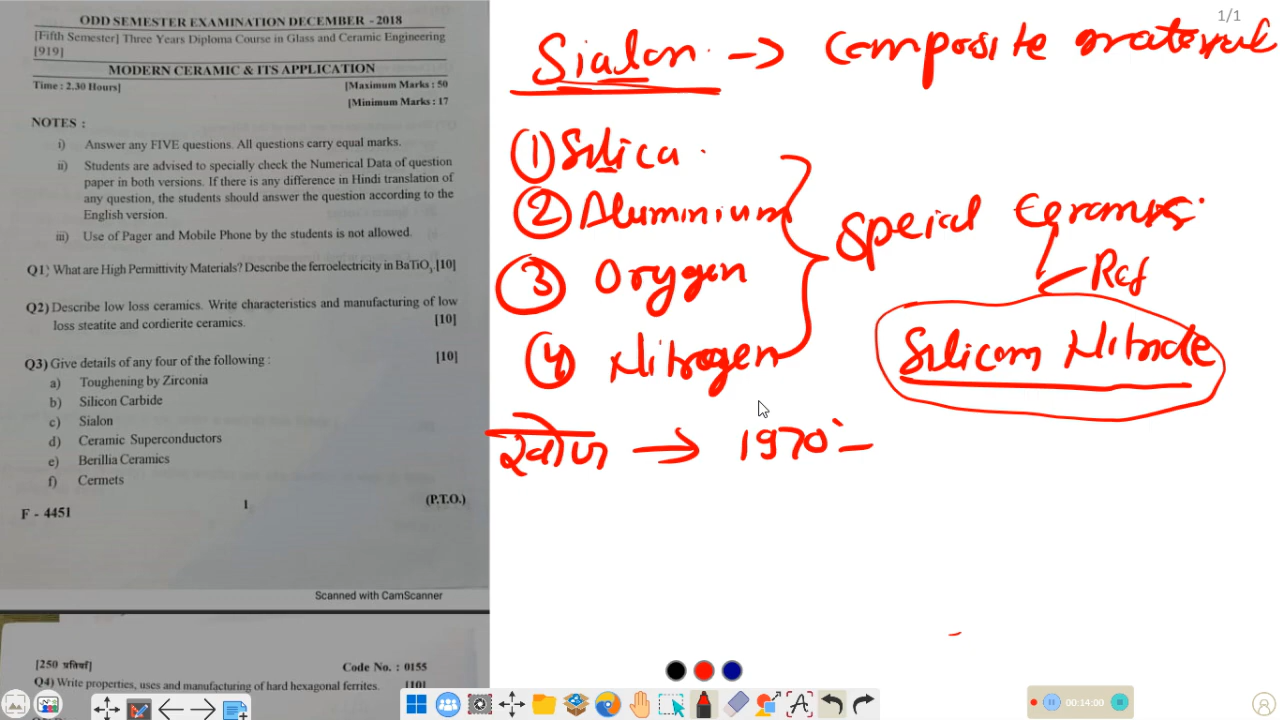 ODD SEMESTER EXAMINATION DECEMBER - 2018
[Fifth Semester] Three Years Diploma Course in Glass and Ceramic Engineering
[919]
MODERN CERAMIC & ITS APPLICATION
Time : 2.30 Hours] [Maximum Marks : 50
[Minimum Marks : 17
NOTES :
i) Answer any FIVE questions. All questions carry equal marks.
ii) Students are advised to specially check the Numerical Data of question
paper in both versions. If there is any difference in Hindi translation of
any question, the students should answer the question according to the
English version.
iii) Use of Pager and Mobile Phone by the students is not allowed.
Q1) What are High Permittivity Materials? Describe the ferroelectricity in BaTiO3 [10]
Q2) Describe low loss ceramics. Write characteristics and manufacturing of low
loss steatite and cordierite ceramics. [10]
Q3) Give details of any four of the following : [10]
a) Toughening by Zirconia
b) Silicon Carbide
c) Sialon
d) Ceramic Superconductors
e) Berillia Ceramics
f) Cermets
F - 4451 1 (P.T.O.)
Scanned with CamScanner
[250 प्रतियाँ] Code No. : 0155
Q4) Write properties, uses and manufacturing of hard hexagonal ferrites. [10]
1/1
Sialon → Composite material
① Silica
② Aluminium
③ Oxygen
④ Nitrogen
Special Ceramics
Ref
Silicon Nitride
खोज → 1970
00:14:00